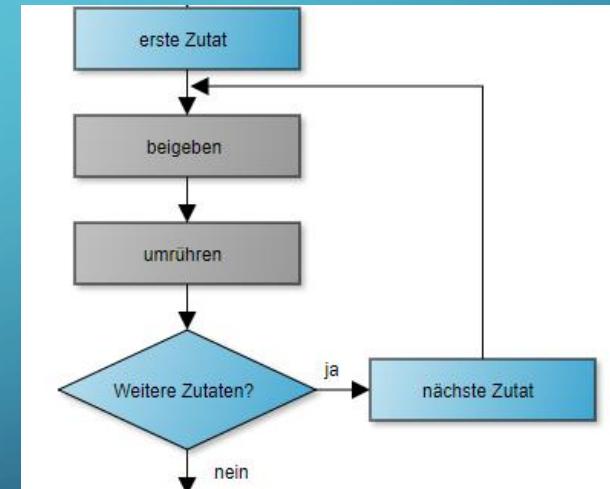 erste Zutat
beigeben
umrühren
Weitere Zutaten?
ja
nächste Zutat
nein